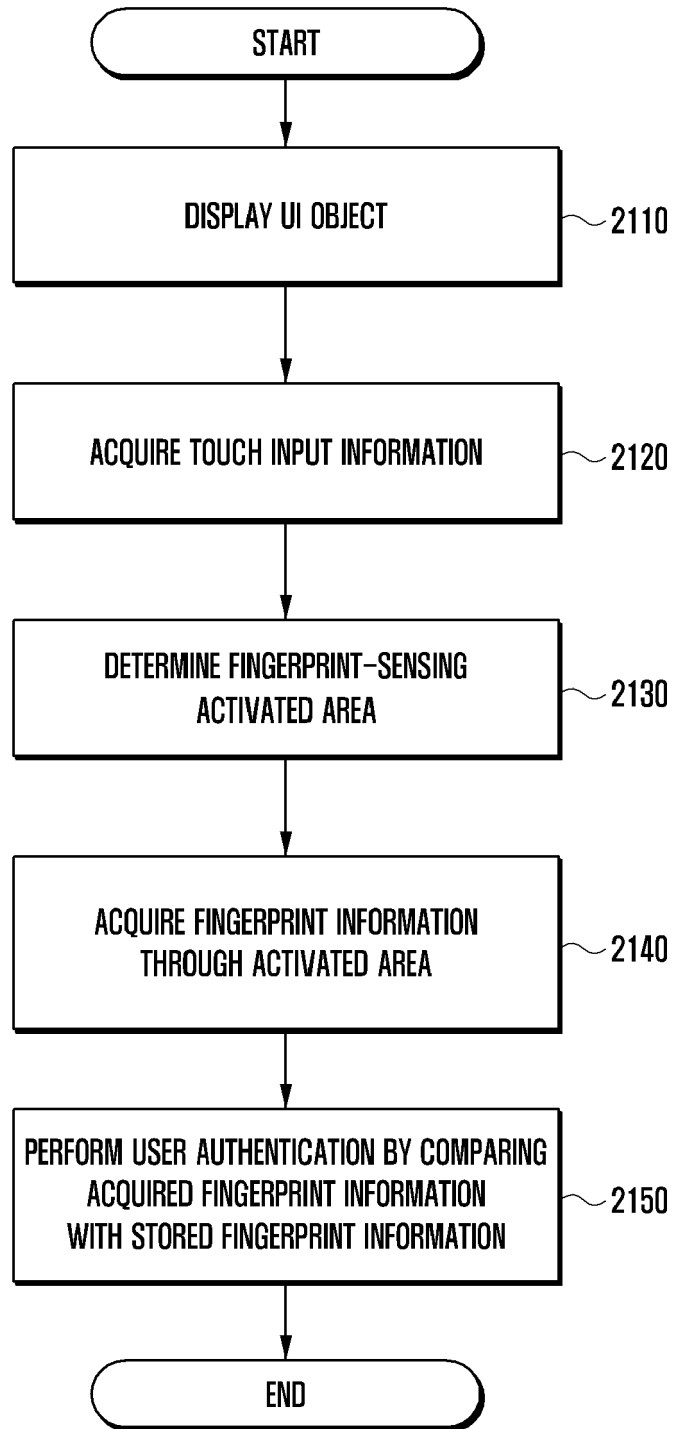 START
DISPLAY UI OBJECT
2110
ACQUIRE TOUCH INPUT INFORMATION
2120
DETERMINE FINGERPRINT-SENSING
ACTIVATED AREA
2130
ACQUIRE FINGERPRINT INFORMATION
THROUGH ACTIVATED AREA
2140
PERFORM USER AUTHENTICATION BY COMPARING
ACQUIRED FINGERPRINT INFORMATION
WITH STORED FINGERPRINT INFORMATION
2150
END